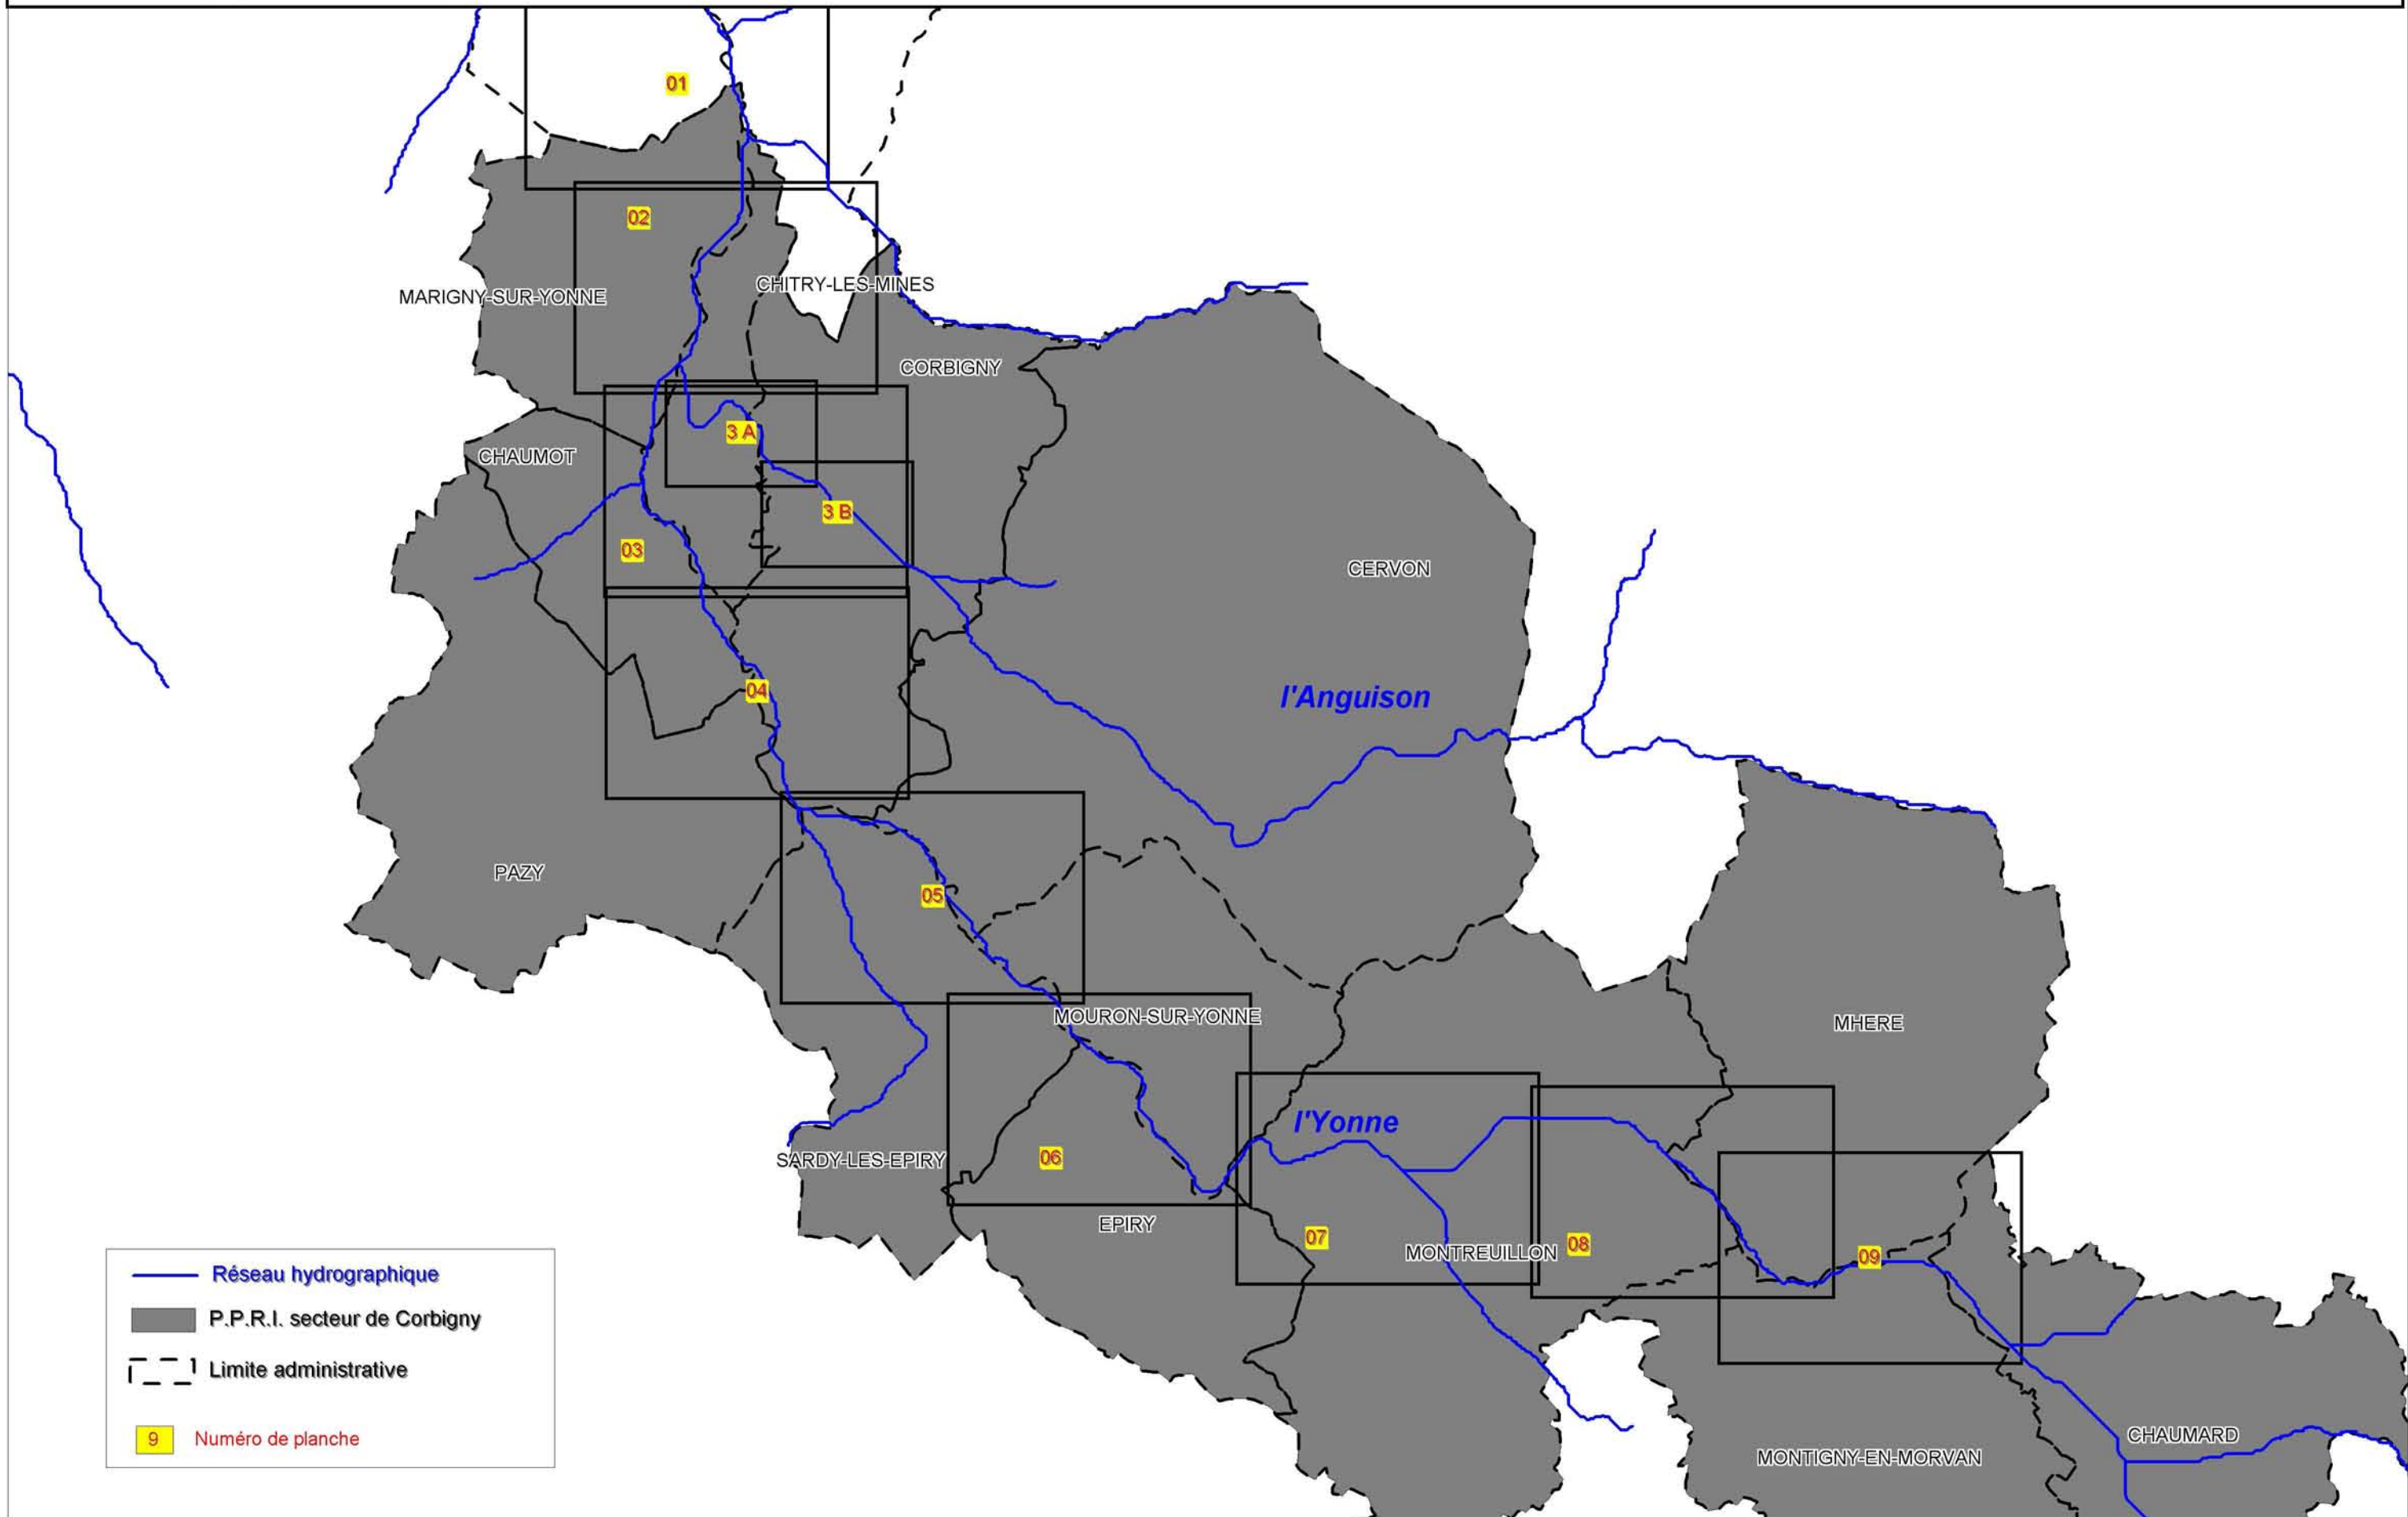 01
02
CHITRY-LES-MINES
MARIGNY-SUR-YONNE
CORBIGNY
3 A
CHAUMOT
3 B
03
CERVON
04
l'Anguison
PAZY
05
MOURON-SUR-YONNE
MHERE
l'Yonne
06
SARDY-LES-EPIRY
EPIRY
07
08
MONTREUILLON
09
CHAUMARD
MONTIGNY-EN-MORVAN
Réseau hydrographique
P.P.R.I. secteur de Corbigny
Limite administrative
9 Numéro de planche